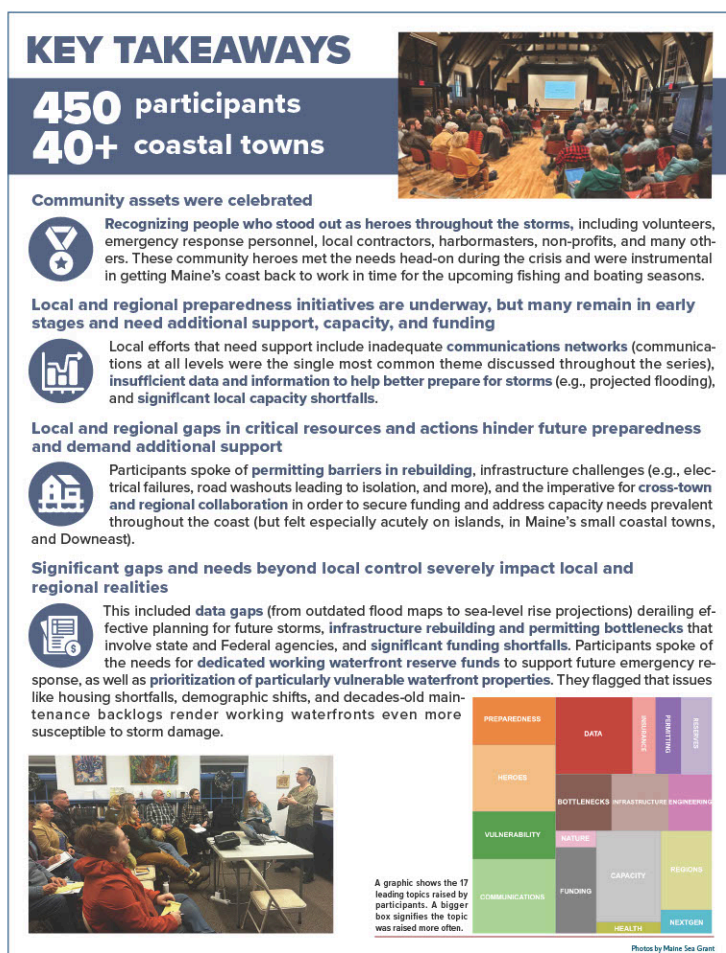 KEY TAKEAWAYS
450 participants
40+ coastal towns
Community assets were celebrated
Recognizing people who stood out as heroes throughout the storms, including volunteers,
emergency response personnel, local contractors, harbormasters, non-profits, and many oth-
ers. These community heroes met the needs head-on during the crisis and were instrumental
in getting Maine's coast back to work in time for the upcoming fishing and boating seasons.
Local and regional preparedness initiatives are underway, but many remain in early
stages and need additional support, capacity, and funding
Local efforts that need support include inadequate communications networks (communica-
tions at all levels were the single most common theme discussed throughout the series),
insufficient data and information to help better prepare for storms (e.g., projected flooding),
and significant local capacity shortfalls.
Local and regional gaps in critical resources and actions hinder future preparedness
and demand additional support
Participants spoke of permitting barriers in rebuilding, infrastructure challenges (e.g., elec-
trical failures, road washouts leading to isolation, and more), and the imperative for cross-town
and regional collaboration in order to secure funding and address capacity needs prevalent
throughout the coast (but felt especially acutely on islands, in Maine's small coastal towns,
and Downeast).
Significant gaps and needs beyond local control severely impact local and
regional realities
This included data gaps (from outdated flood maps to sea-level rise projections) derailing ef-
fective planning for future storms, infrastructure rebuilding and permitting bottlenecks that
involve state and Federal agencies, and significant funding shortfalls. Participants spoke of
the needs for dedicated working waterfront reserve funds to support future emergency re-
sponse, as well as prioritization of particularly vulnerable waterfront properties. They flagged that issues
like housing shortfalls, demographic shifts, and decades-old main-
tenance backlogs render working waterfronts even more
susceptible to storm damage.
PREPAREDNESS
DATA
INSURANCE
PERMITTING
RESERVES
HEROES
BOTTLENECKS
INFRASTRUCTURE
ENGINEERING
VULNERABILITY
NATURE
CAPACITY
REGIONS
COMMUNICATIONS
FUNDING
NEXTGEN
HEALTH
A graphic shows the 17
leading topics raised by
participants. A bigger
box signifies the topic
was raised more often.
Photos by Maine Sea Grant